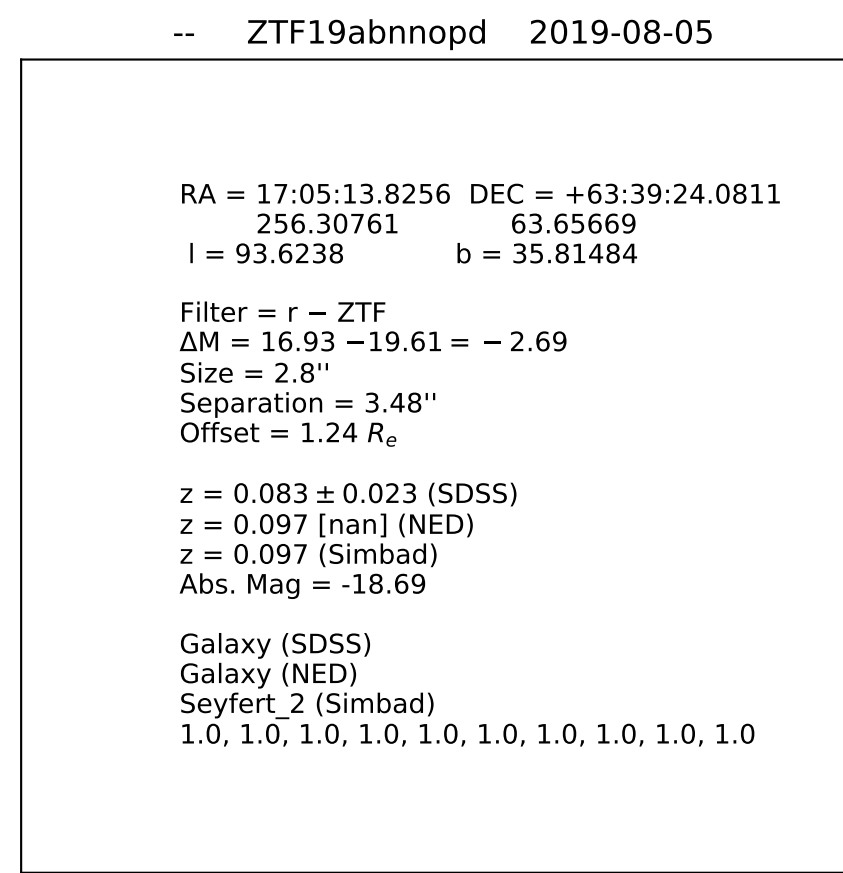 -- ZTF19abnnopd 2019-08-05
RA = 17:05:13.8256 DEC = +63:39:24.0811
256.30761 63.65669
l = 93.6238 b = 35.81484
Filter = r − ZTF
ΔM = 16.93 −19.61 = − 2.69
Size = 2.8''
Separation = 3.48''
Offset = 1.24 Re
z = 0.083 ± 0.023 (SDSS)
z = 0.097 [nan] (NED)
z = 0.097 (Simbad)
Abs. Mag = -18.69
Galaxy (SDSS)
Galaxy (NED)
Seyfert_2 (Simbad)
1.0, 1.0, 1.0, 1.0, 1.0, 1.0, 1.0, 1.0, 1.0, 1.0